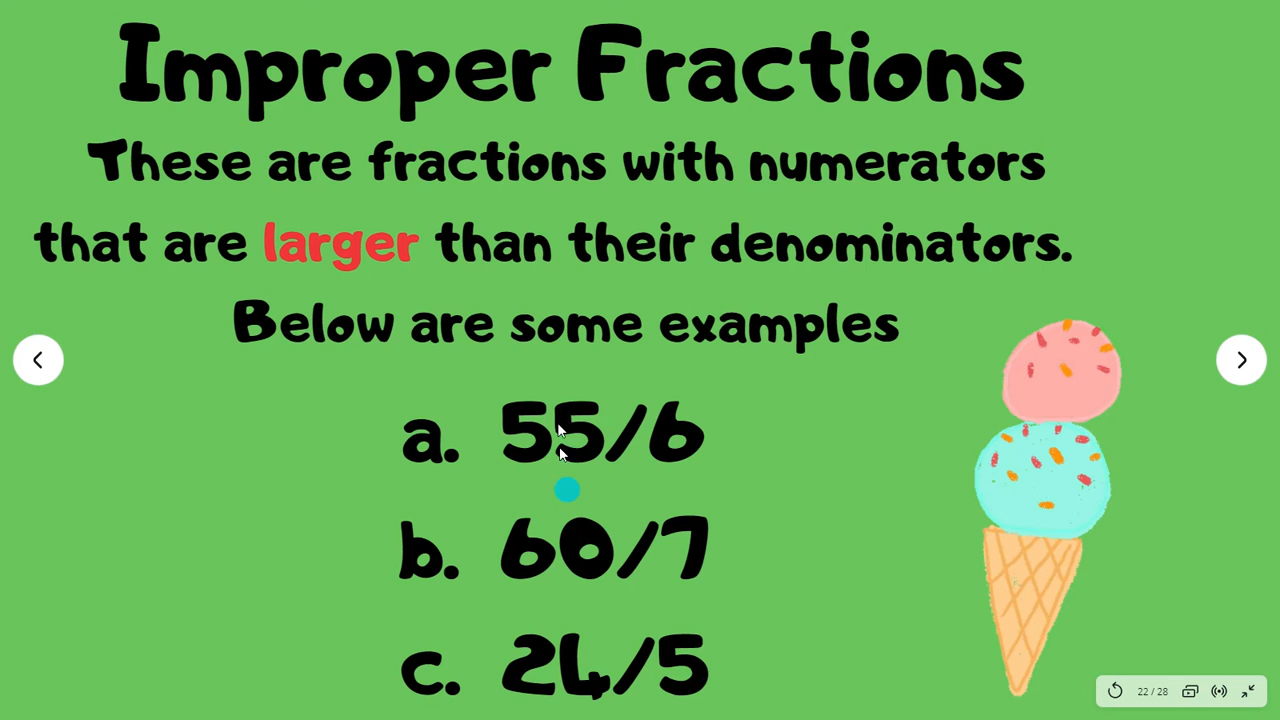 Improper Fractions
These are fractions with numerators
that are larger than their denominators.
Below are some examples
a. 55/6
b. 60/7
c. 24/5
22 / 28